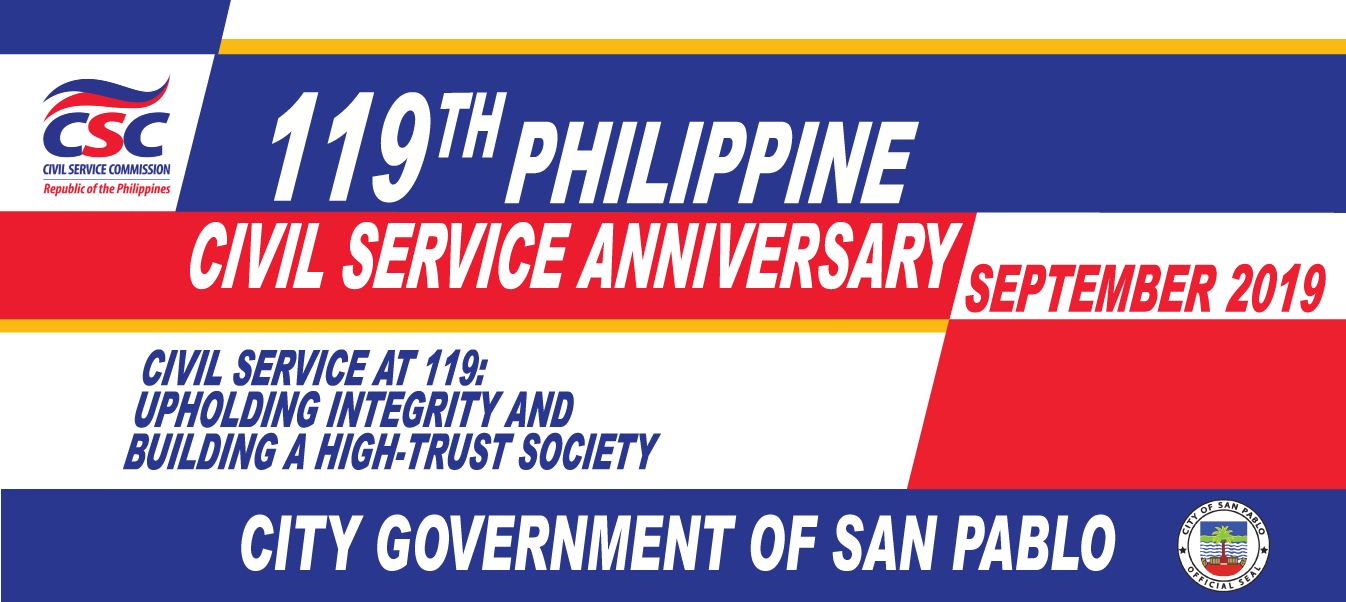 CSC
CIVIL SERVICE COMMISSION
Republic of the Philippines
119TH PHILIPPINE
CIVIL SERVICE ANNIVERSARY
SEPTEMBER 2019
CIVIL SERVICE AT 119:
UPHOLDING INTEGRITY AND
BUILDING A HIGH-TRUST SOCIETY
CITY GOVERNMENT OF SAN PABLO
CITY OF SAN PABLO
OFFICIAL SEAL